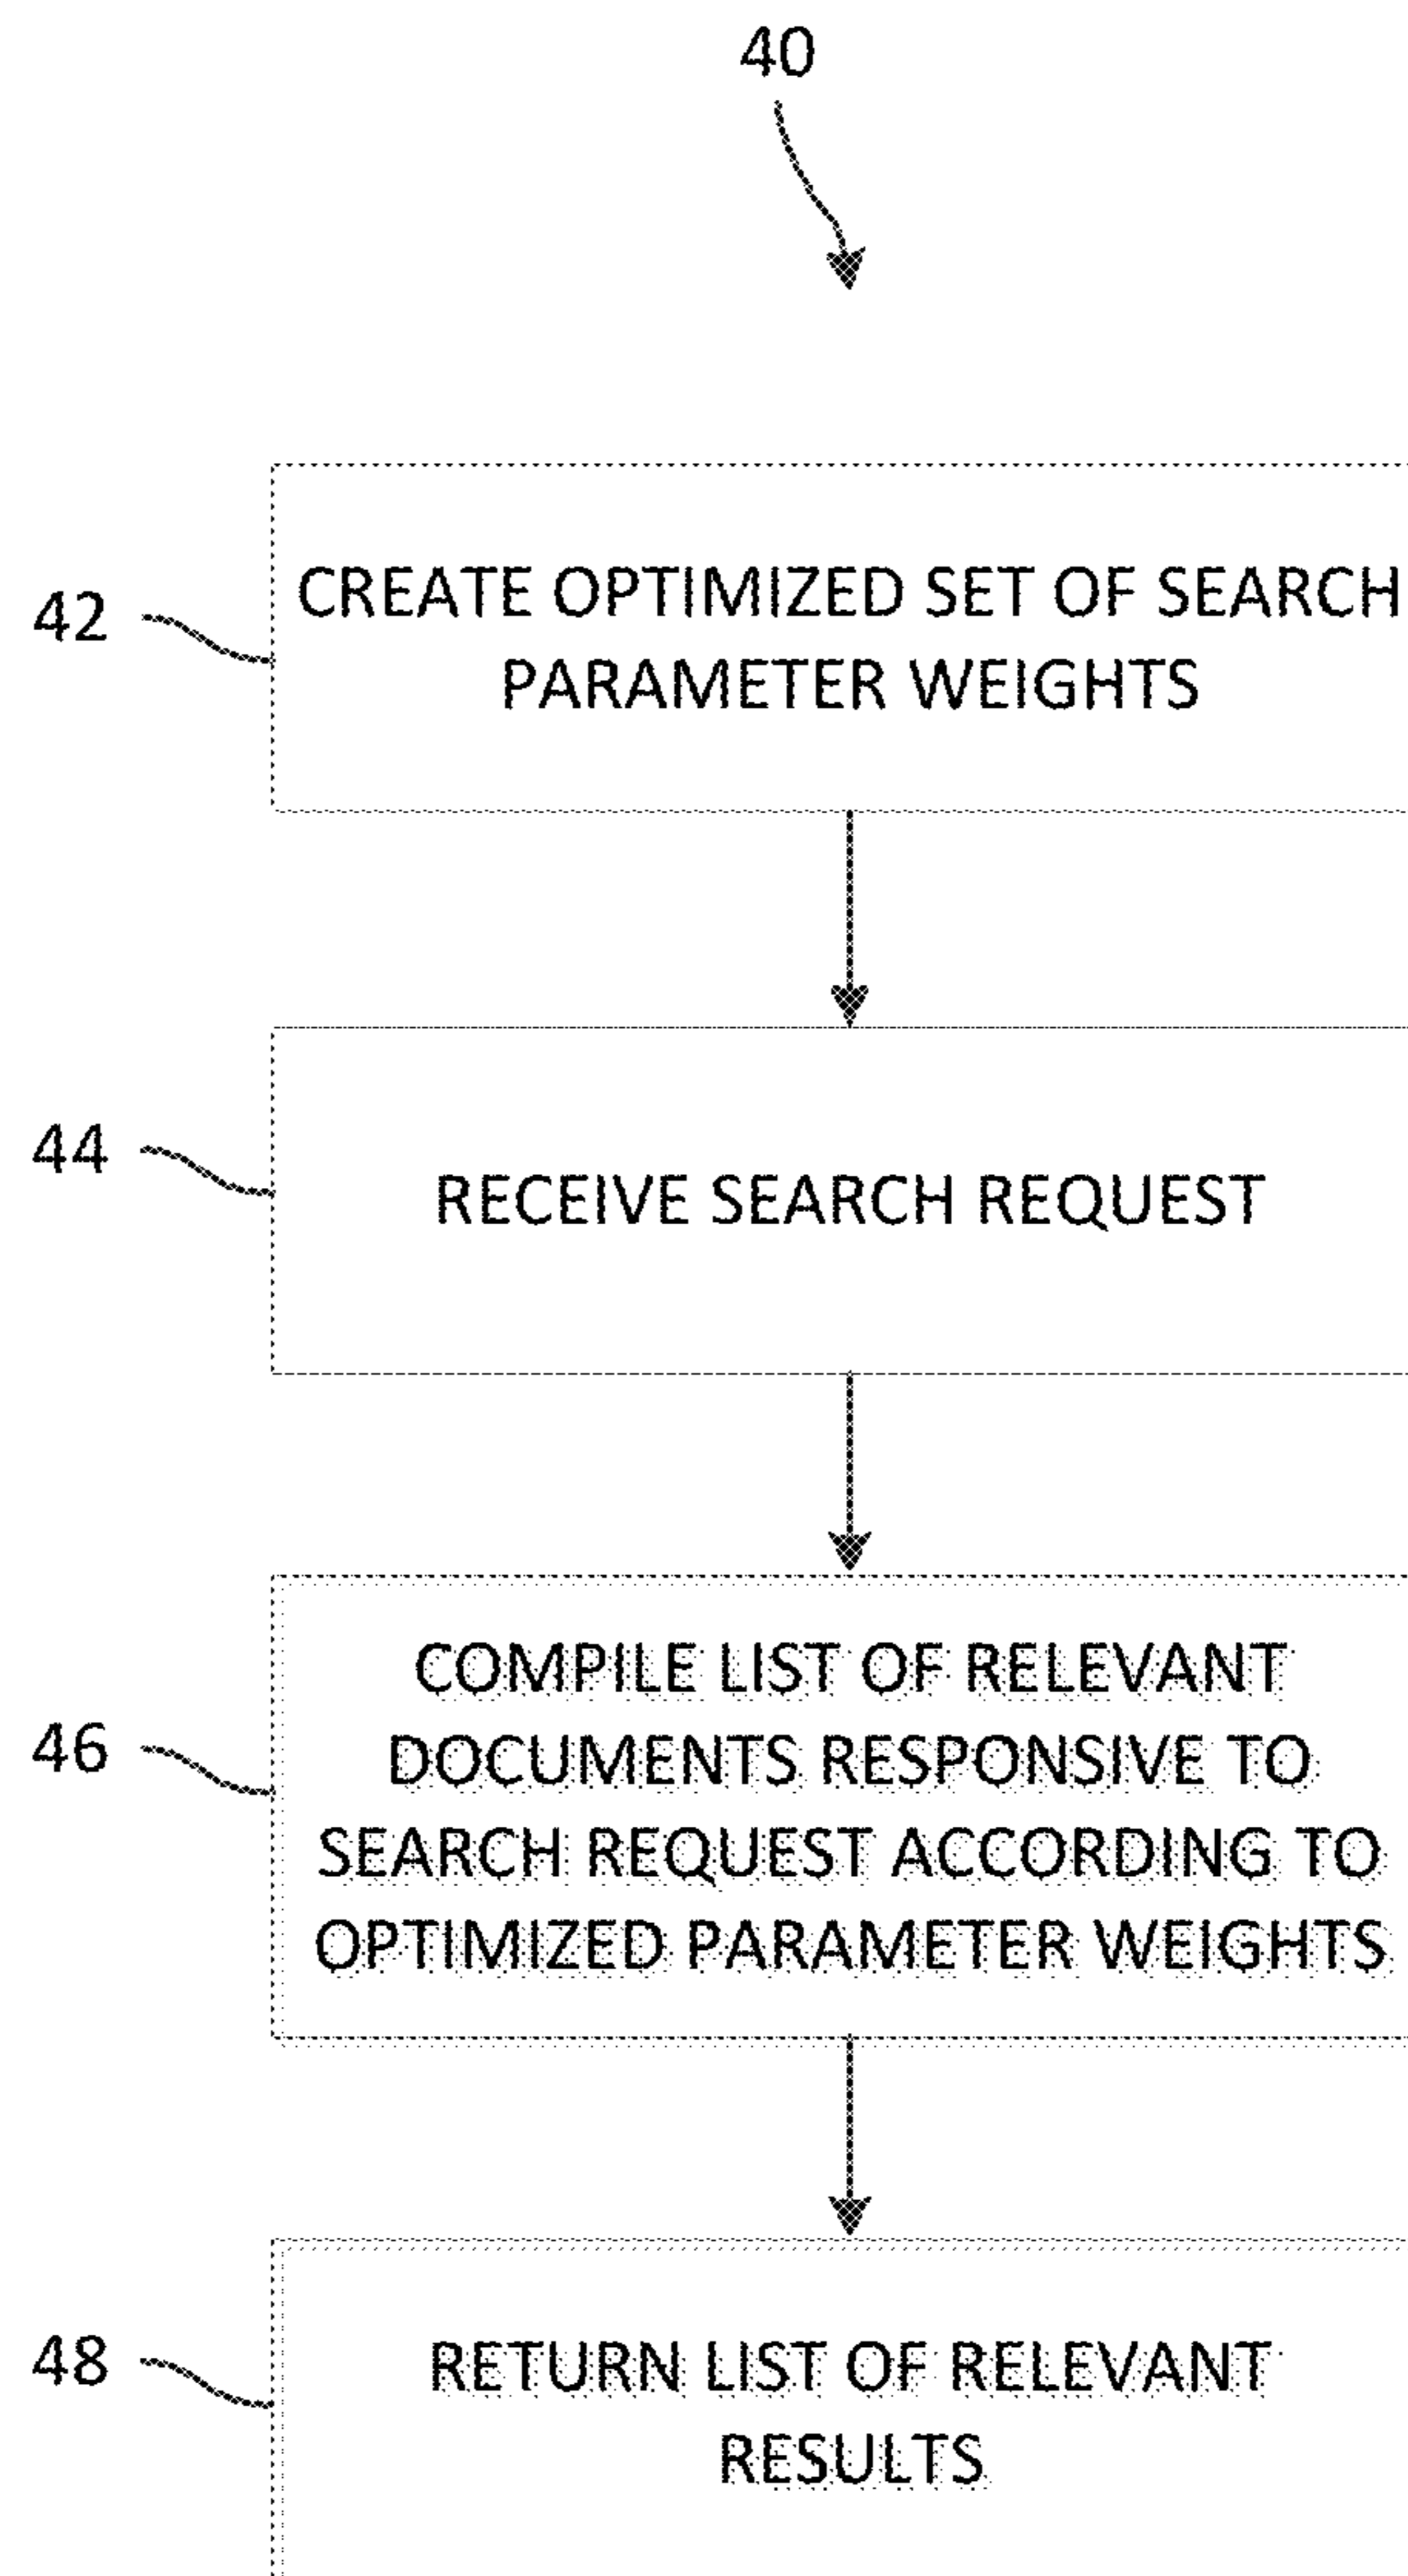 40
42
CREATE OPTIMIZED SET OF SEARCH
PARAMETER WEIGHTS
44
RECEIVE SEARCH REQUEST
46
COMPILE LIST OF RELEVANT
DOCUMENTS RESPONSIVE TO
SEARCH REQUEST ACCORDING TO
OPTIMIZED PARAMETER WEIGHTS
48
RETURN LIST OF RELEVANT
RESULTS